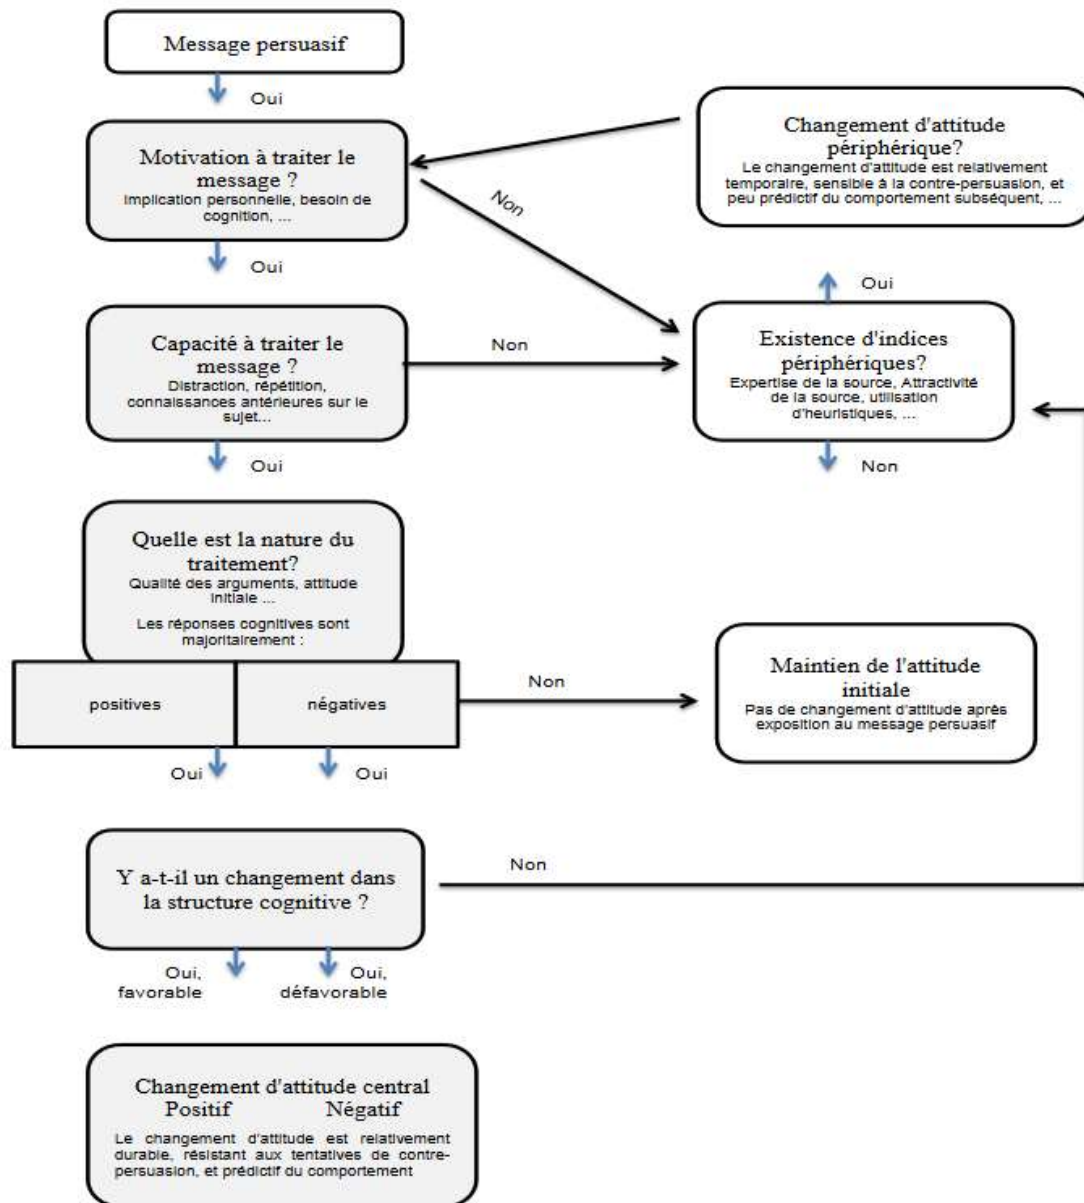 Message persuasif
Oui
Motivation à traiter le
message ?
Implication personnelle, besoin de
cognition, ...
Oui
Non
Changement d'attitude
périphérique?
Le changement d'attitude est relativement
temporaire, sensible à la contre-persuasion, et
peu prédictif du comportement subséquent, ...
Oui
Capacité à traiter le
message ?
Distraction, répétition,
connaissances antérieures sur le
sujet...
Non
Existence d'indices
périphériques?
Expertise de la source, Attractivité
de la source, utilisation
d'heuristiques, ...
Oui
Non
Quelle est la nature du
traitement?
Qualité des arguments, attitude
initiale ...
Les réponses cognitives sont
majoritairement :
positives
négatives
Non
Maintien de l'attitude
initiale
Pas de changement d'attitude après
exposition au message persuasif
Oui
Oui
Y a-t-il un changement dans
la structure cognitive ?
Non
Oui,
favorable
Oui,
défavorable
Changement d'attitude central
Positif Négatif
Le changement d'attitude est relativement
durable, résistant aux tentatives de contre-
persuasion, et prédictif du comportement